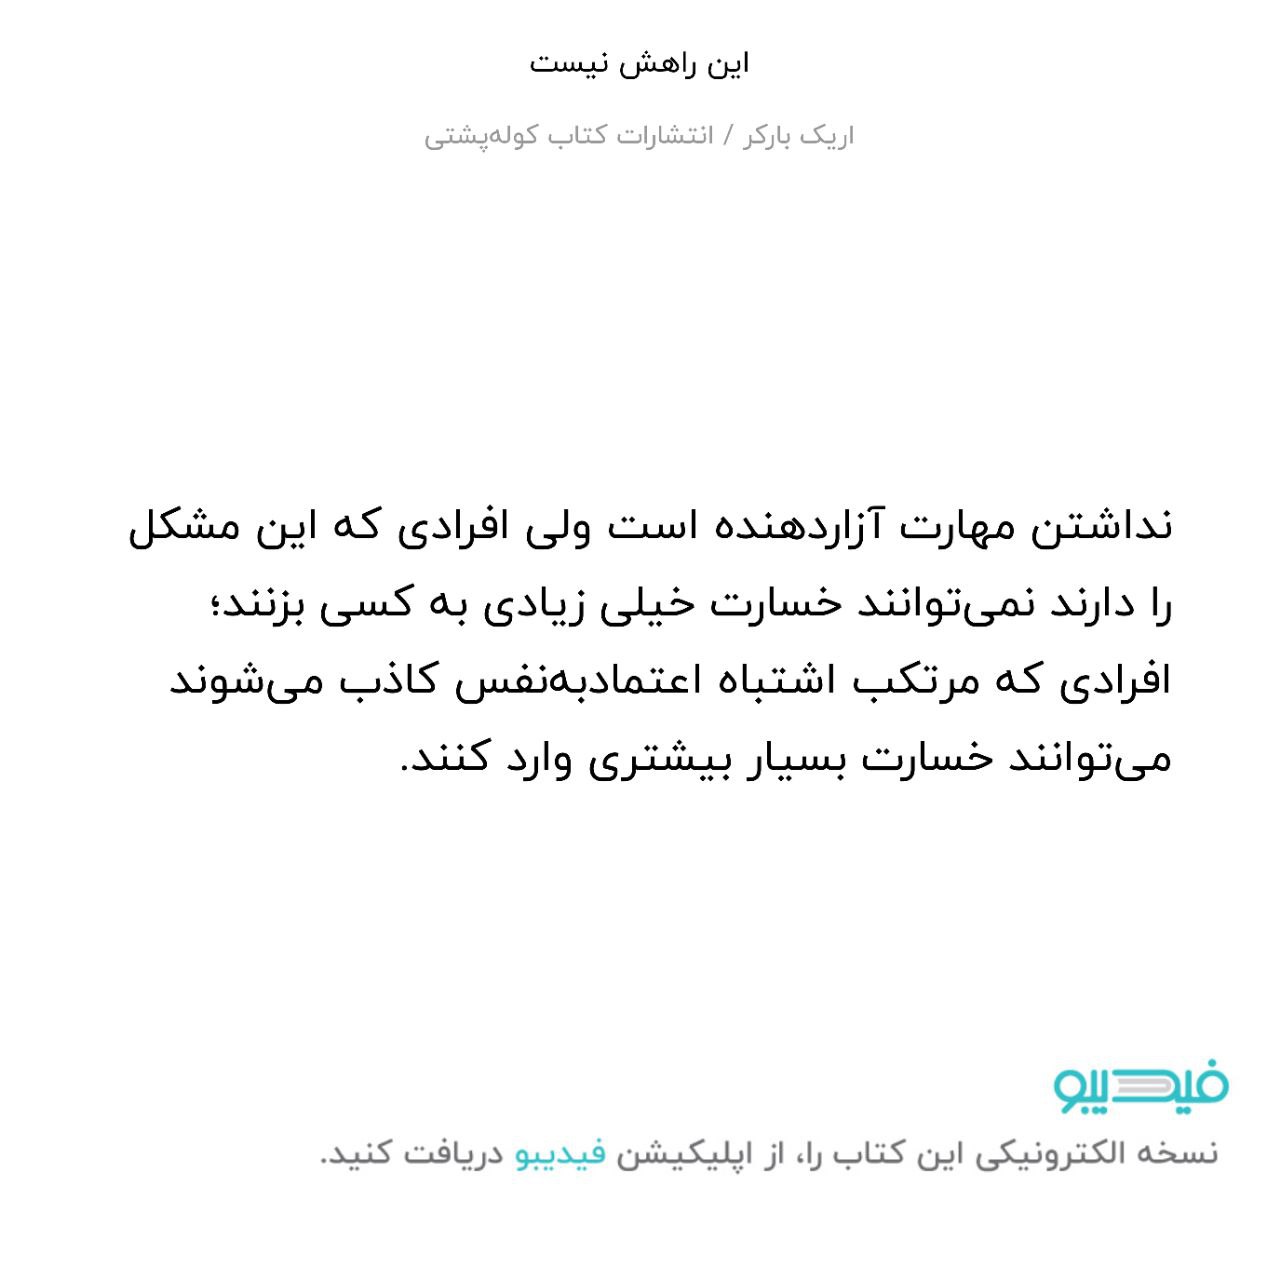 این راهش نیست
اریک بارکر / انتشارات کتاب کوله‌پشتی
نداشتن مهارت آزاردهنده است ولی افرادی که این مشکل
را دارند نمی‌توانند خسارت خیلی زیادی به کسی بزنند؛
افرادی که مرتکب اشتباه اعتمادبه‌نفس کاذب می‌شوند
می‌توانند خسارت بسیار بیشتری وارد کنند.
فیدیبو
نسخه الکترونیکی این کتاب را، از اپلیکیشن فیدیبو دریافت کنید.